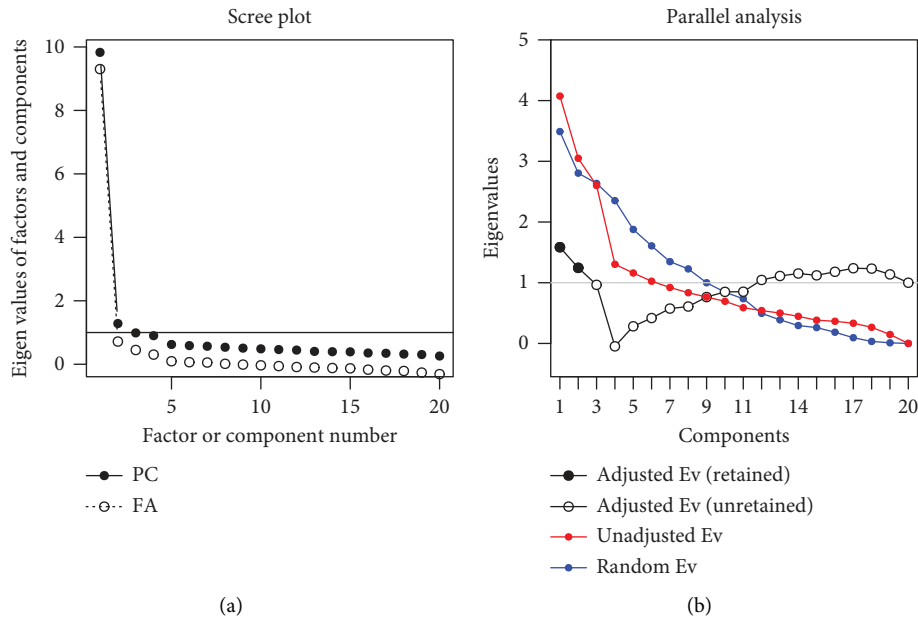 Scree plot
Eigen values of factors and components
10
8
6
4
2
0
5
10
15
20
Factor or component number
PC
FA
(a)
Parallel analysis
Eigenvalues
5
4
3
2
1
0
1
3
5
7
9
11
14
17
20
Components
Adjusted Ev (retained)
Adjusted Ev (unretained)
Unadjusted Ev
Random Ev
(b)